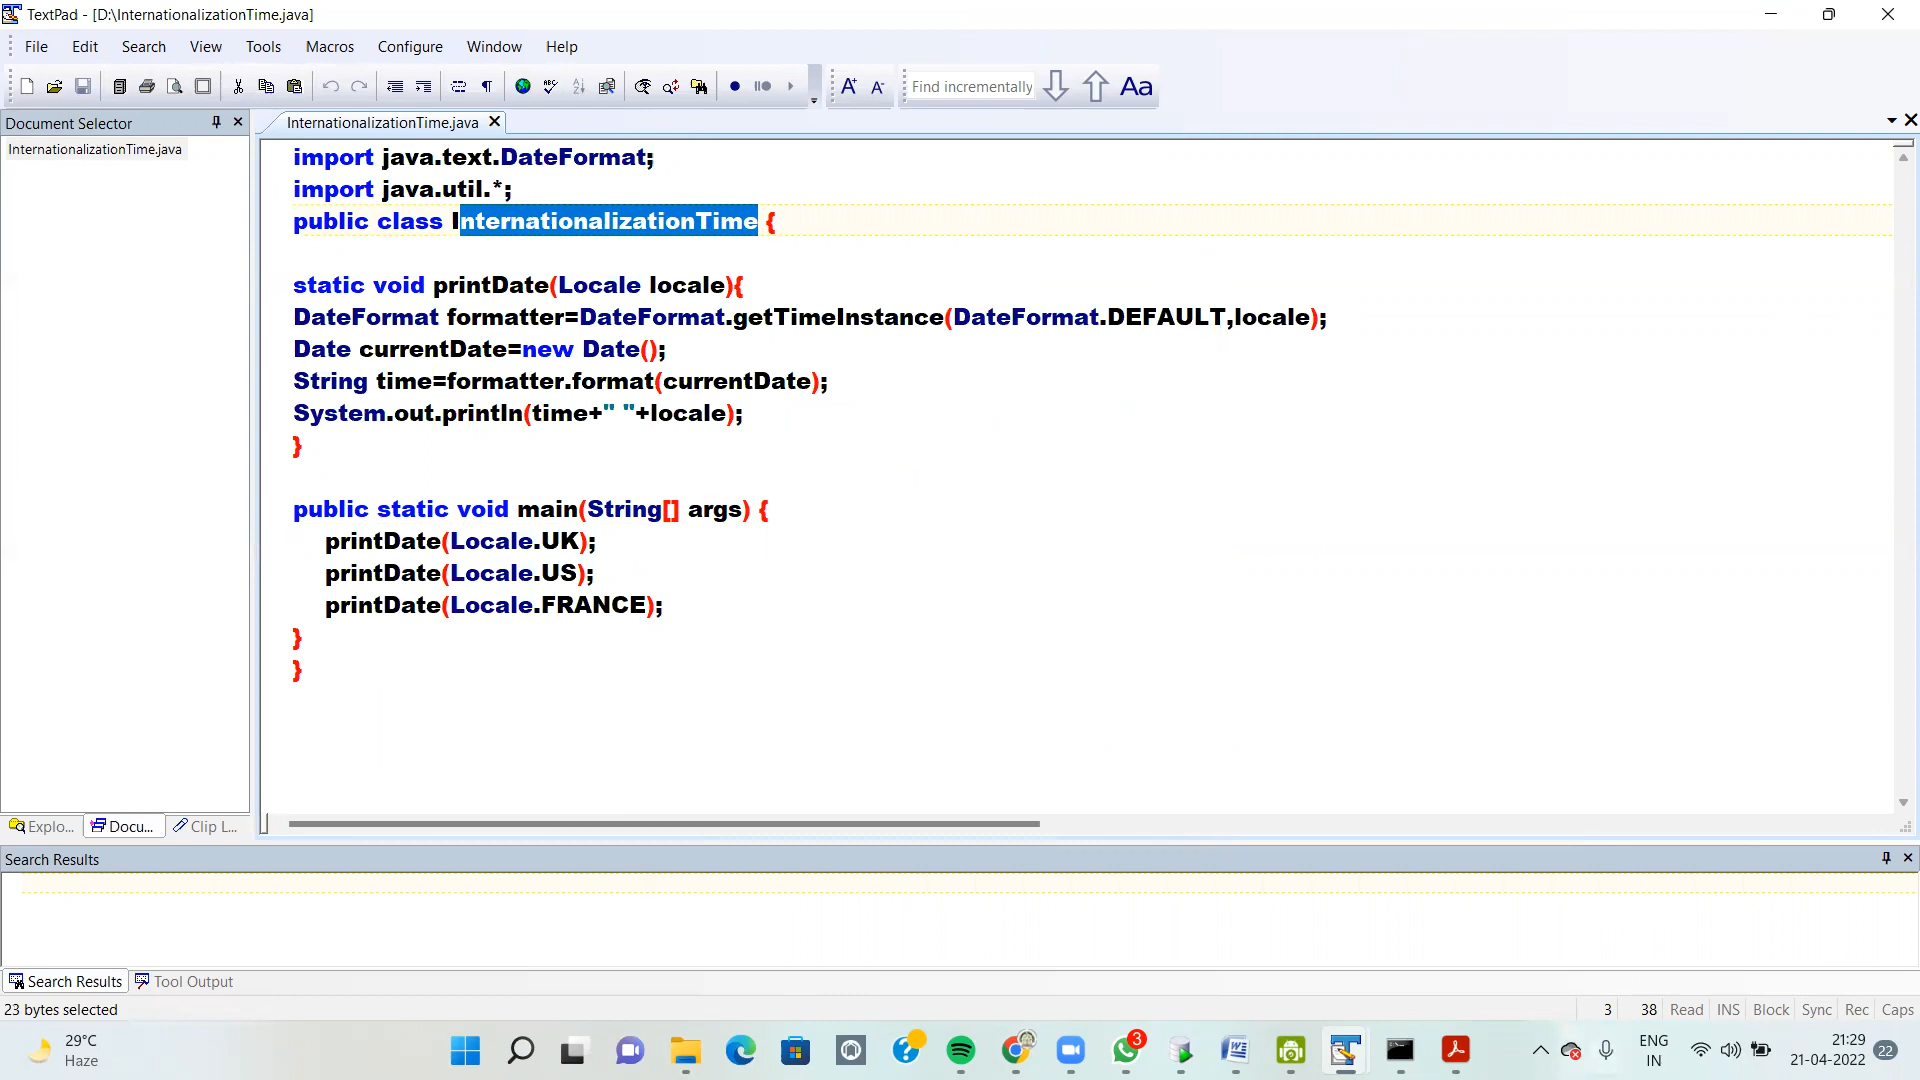 TextPad - [D:\InternationalizationTime.java]
File Edit Search View Tools Macros Configure Window Help
Find incrementally Aa
Document Selector
InternationalizationTime.java
InternationalizationTime.java
import java.text.DateFormat;
import java.util.*;
public class InternationalizationTime {
static void printDate(Locale locale){
DateFormat formatter=DateFormat.getTimeInstance(DateFormat.DEFAULT,locale);
Date currentDate=new Date();
String time=formatter.format(currentDate);
System.out.println(time+" "+locale);
}
public static void main(String[] args) {
printDate(Locale.UK);
printDate(Locale.US);
printDate(Locale.FRANCE);
}
}
Explo... Docu... Clip L...
Search Results
Search Results Tool Output
23 bytes selected 3 38 Read INS Block Sync Rec Caps
29°C
Haze
3
ENG
IN
21:29
21-04-2022
22